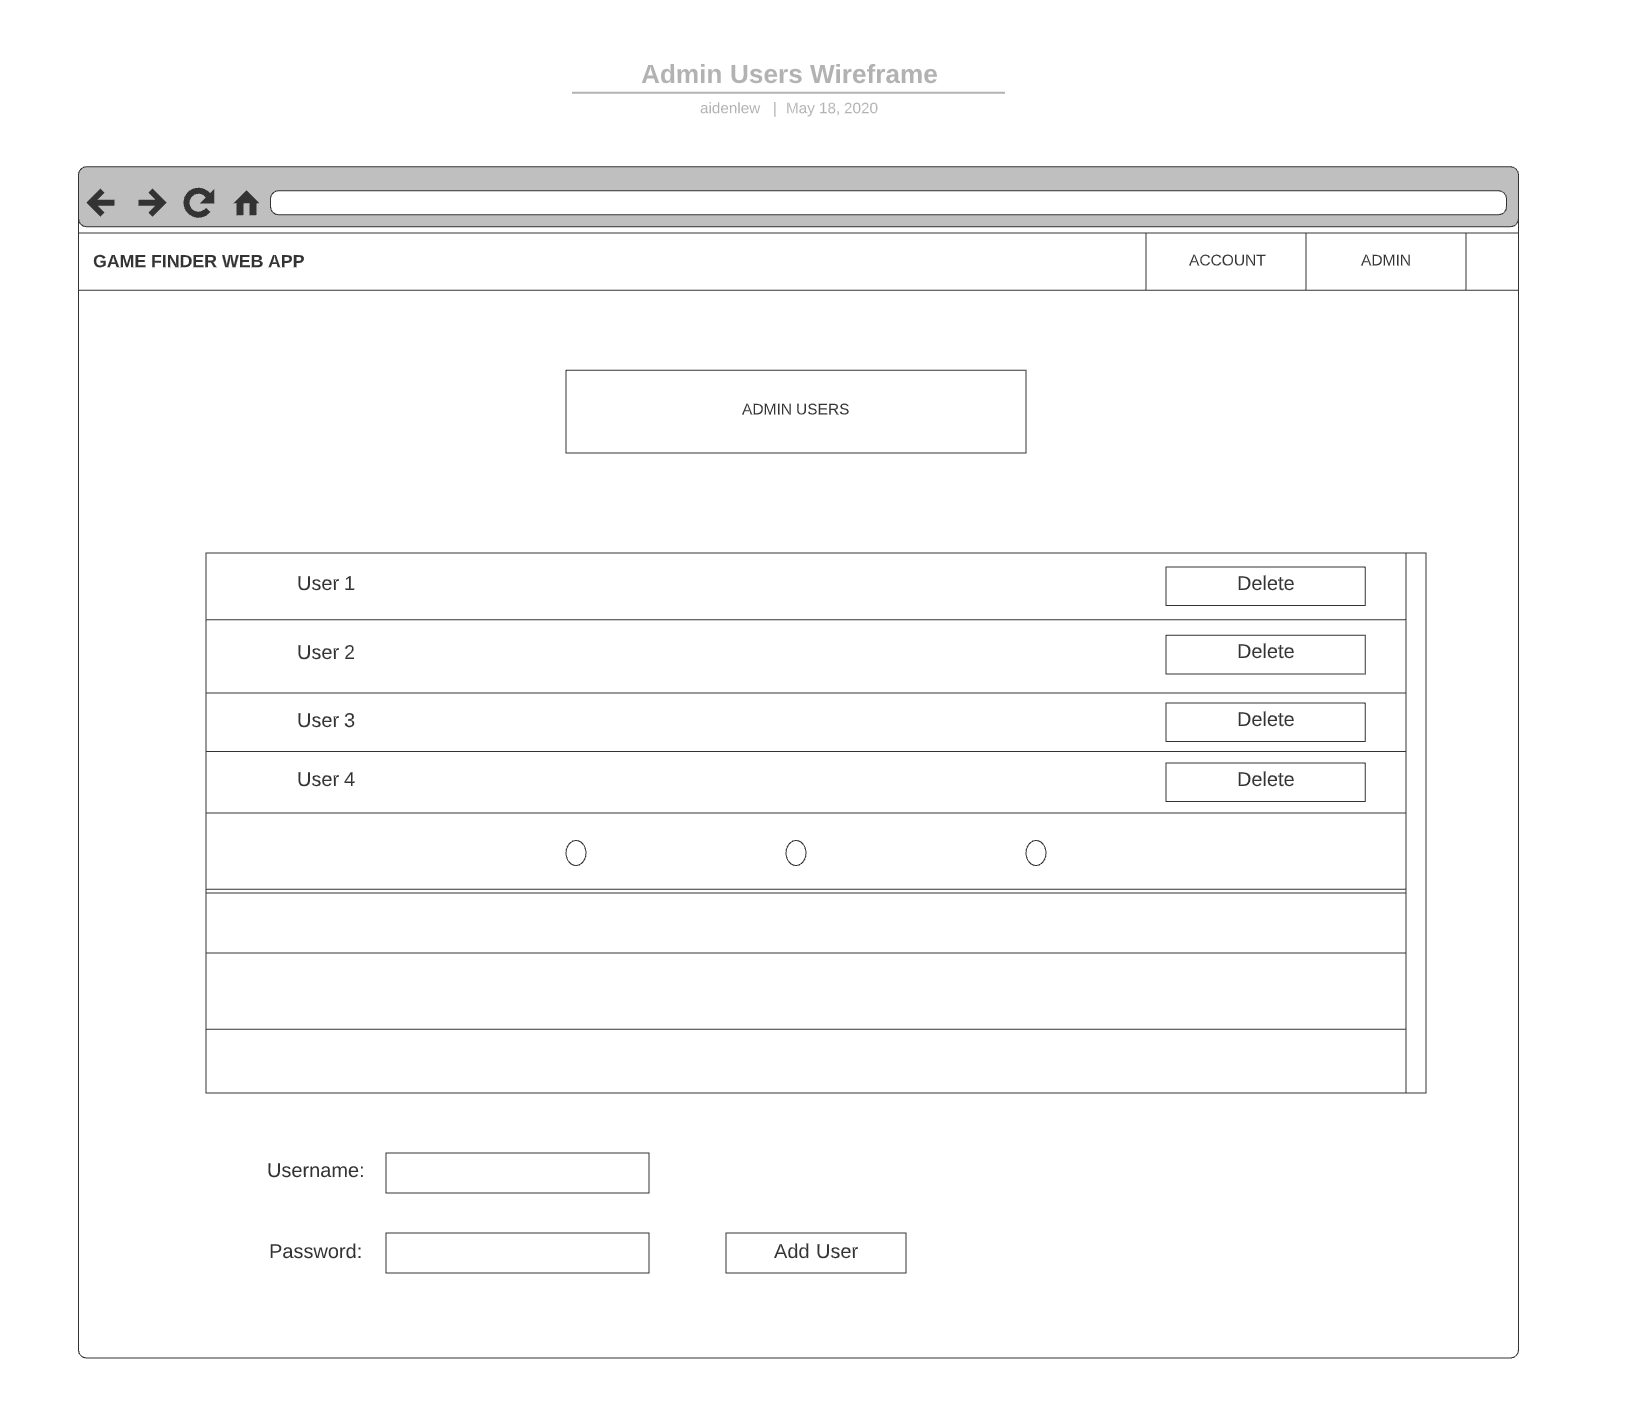 Admin Users Wireframe
aidenlew | May 18, 2020
GAME FINDER WEB APP
ACCOUNT
ADMIN
ADMIN USERS
User 1
Delete
User 2
Delete
User 3
Delete
User 4
Delete
Username:
Password:
Add User